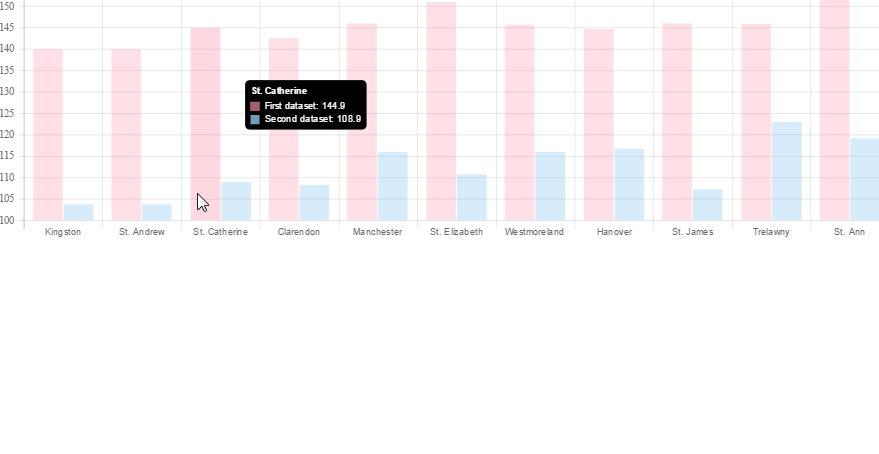 150
145
140
135
130
125
120
115
110
105
100
St. Catherine
First dataset: 144.9
Second dataset: 108.9
Kingston St. Andrew St. Catherine Clarendon Manchester St. Elizabeth Westmoreland Hanover St. James Trelawny St. Ann